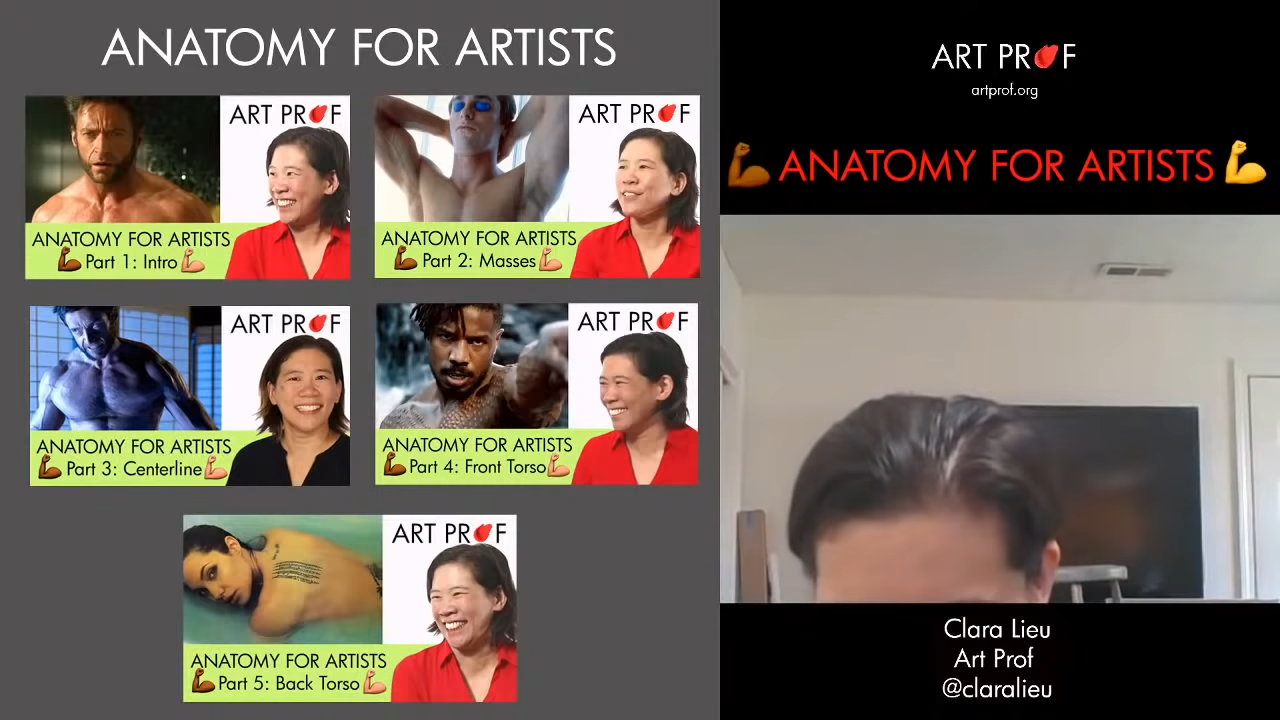 ANATOMY FOR ARTISTS
ART PROF
ANATOMY FOR ARTISTS
Part 1: Intro
ART PROF
ANATOMY FOR ARTISTS
Part 2: Masses
ART PROF
ANATOMY FOR ARTISTS
Part 3: Centerline
ART PROF
ANATOMY FOR ARTISTS
Part 4: Front Torso
ART PROF
ANATOMY FOR ARTISTS
Part 5: Back Torso
ART PROF
artprof.org
ANATOMY FOR ARTISTS
Clara Lieu
Art Prof
@claralieu